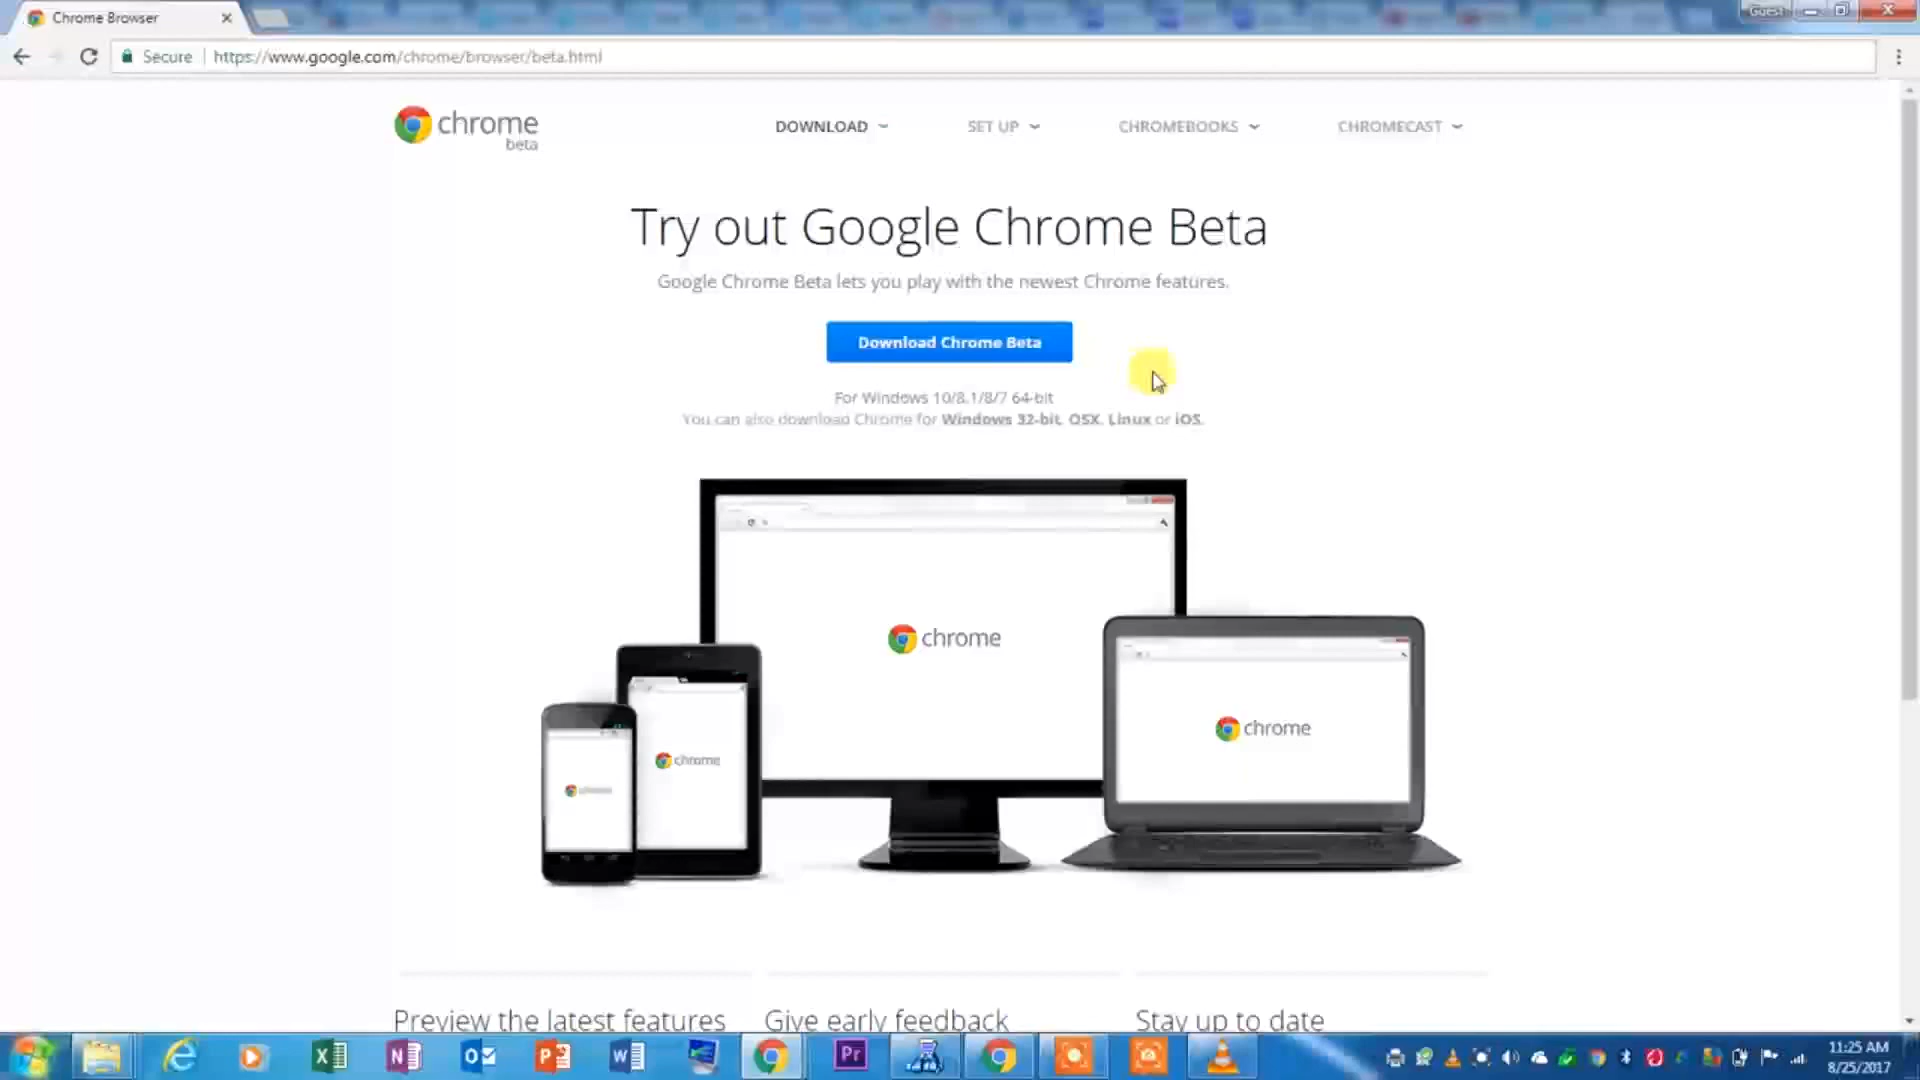 Chrome Browser
Guest
Secure
https://www.google.com/chrome/browser/beta.html
chrome
beta
DOWNLOAD
SET UP
CHROMEBOOKS
CHROMECAST
Try out Google Chrome Beta
Google Chrome Beta lets you play with the newest Chrome features.
Download Chrome Beta
For Windows 10/8.1/8/7 64-bit
You can also download Chrome for Windows 32-bit, OSX, Linux or iOS.
chrome
chrome
chrome
chrome
Preview the latest features
Give early feedback
Stay up to date
Pr
11:25 AM
8/25/2017